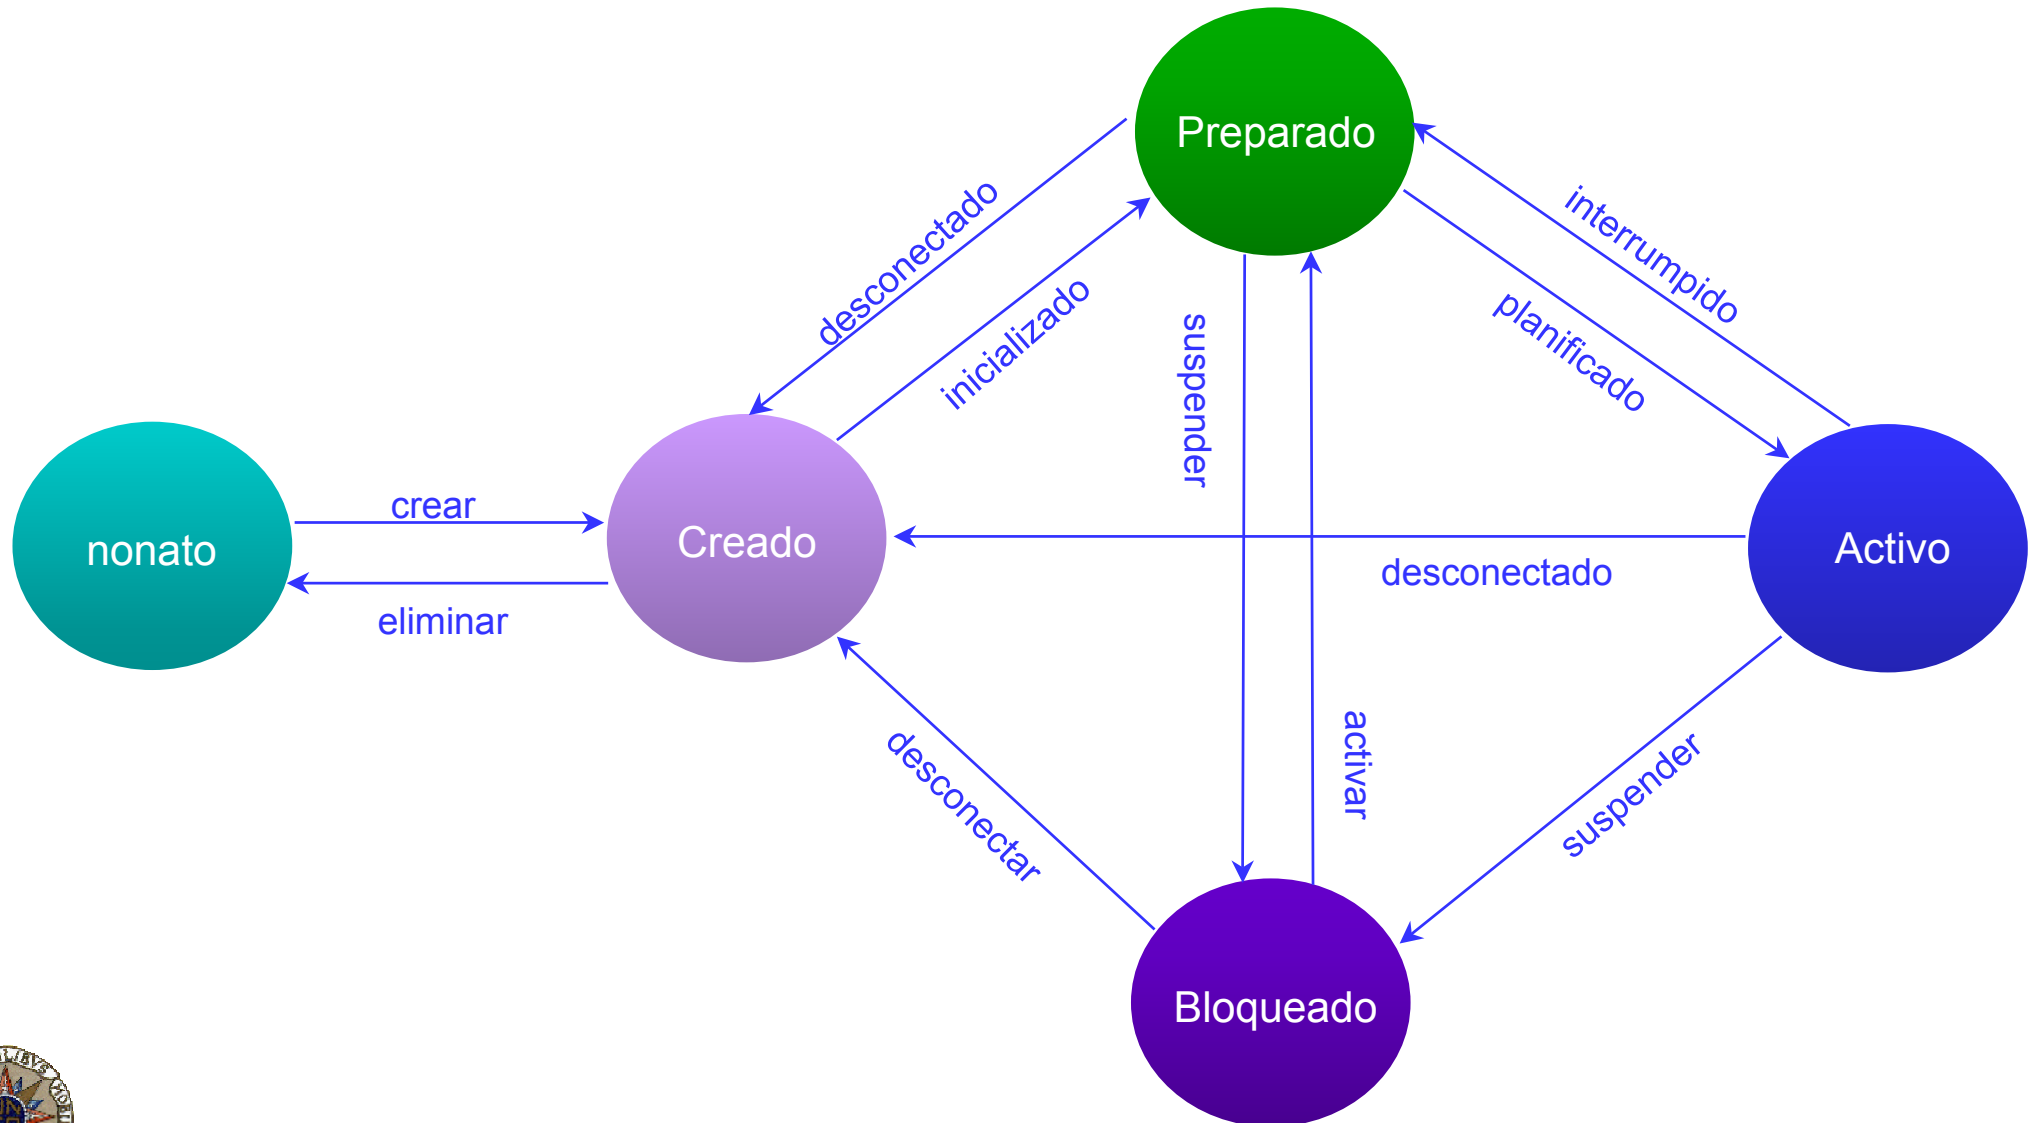 Preparado
desconectado
interrumpido
inicializado
planificado
suspender
crear
nonato
Creado
Activo
desconectado
eliminar
desconectar
activar
suspender
Bloqueado